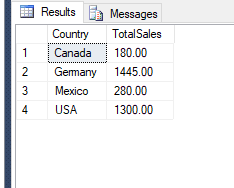 Results Messages
Country TotalSales
1 Canada 180.00
2 Germany 1445.00
3 Mexico 280.00
4 USA 1300.00